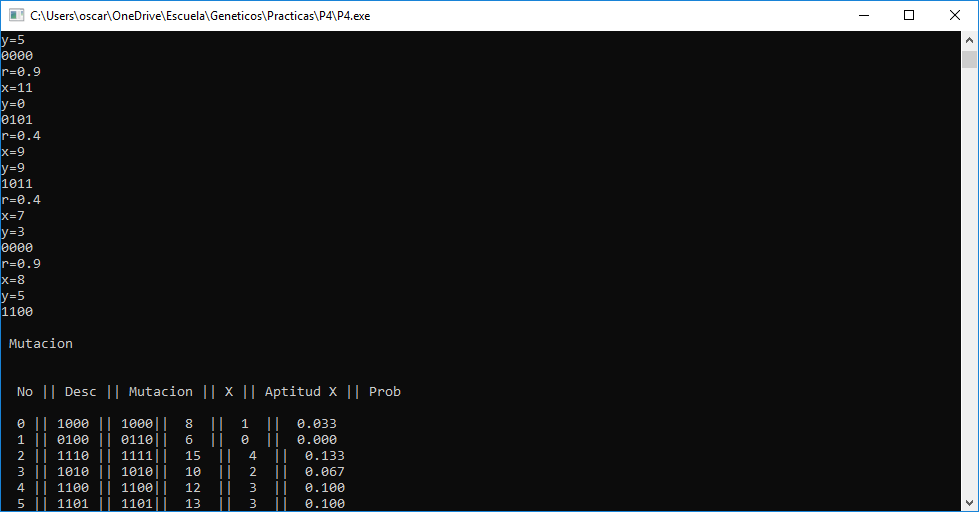 C:\Users\oscar\OneDrive\Escuela\Geneticos\Practicas\P4\P4.exe
y=5
0000
r=0.9
x=11
y=0
0101
r=0.4
x=9
y=9
1011
r=0.4
x=7
y=3
0000
r=0.9
x=8
y=5
1100
Mutacion
No || Desc || Mutacion || X || Aptitud X || Prob
0 || 1000 || 1000|| 8 || 1 || 0.033
1 || 0100 || 0110|| 6 || 0 || 0.000
2 || 1110 || 1111|| 15 || 4 || 0.133
3 || 1010 || 1010|| 10 || 2 || 0.067
4 || 1100 || 1100|| 12 || 3 || 0.100
5 || 1101 || 1101|| 13 || 3 || 0.100